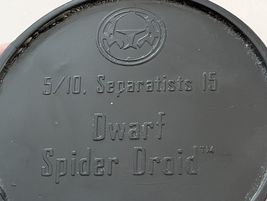 5/10, Separatists 15
Dwarf
Spider Droid™